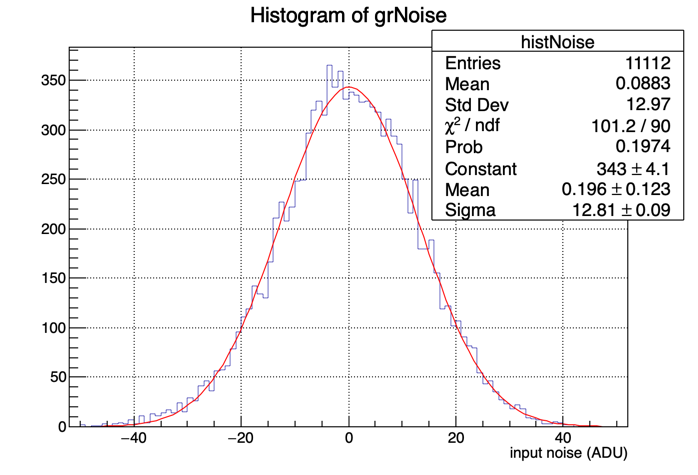 Histogram of grNoise
histNoise
Entries 11112
Mean 0.0883
Std Dev 12.97
χ² / ndf 101.2 / 90
Prob 0.1974
Constant 343 ± 4.1
Mean 0.196 ± 0.123
Sigma 12.81 ± 0.09
350
300
250
200
150
100
50
0
−40 −20 0 20 40
input noise (ADU)